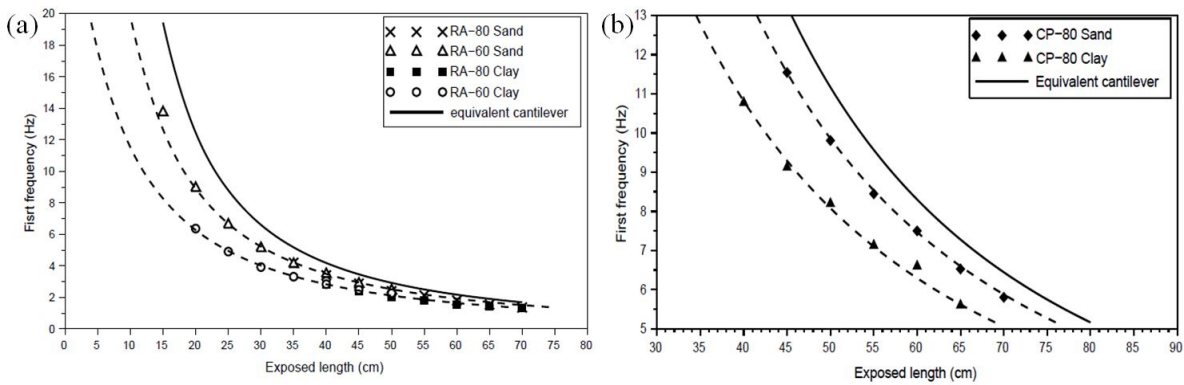 (a)
20
18
16
14
12
10
8
6
4
2
0
Fisrt frequency (Hz)
RA-80 Sand
RA-60 Sand
RA-80 Clay
RA-60 Clay
equivalent cantilever
0 5 10 15 20 25 30 35 40 45 50 55 60 65 70 75 80
Exposed length (cm)
(b)
13
12
11
10
9
8
7
6
5
First frequency (Hz)
CP-80 Sand
CP-80 Clay
Equivalent cantilever
30 35 40 45 50 55 60 65 70 75 80 85 90
Exposed length (cm)